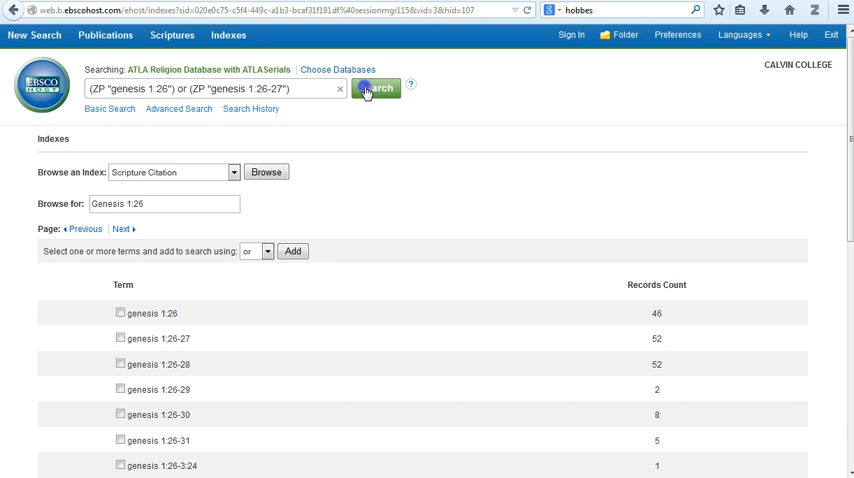 web.b.ebscohost.com/ehost/indexes?sid=020e0c75-c5f4-449c-a1b3-bcaf31f181df%40sessionmgr115&vid=3&hid=107
hobbes
New Search Publications Scriptures Indexes Sign In Folder Preferences Languages Help Exit
CALVIN COLLEGE
EBSCO HOST
Searching: ATLA Religion Database with ATLASerials Choose Databases
(ZP "genesis 1:26") or (ZP "genesis 1:26-27") Search
Basic Search Advanced Search Search History
Indexes
Browse an Index: Scripture Citation Browse
Browse for: Genesis 1:26
Page: Previous Next
Select one or more terms and add to search using: or Add
Term Records Count
genesis 1:26 46
genesis 1:26-27 52
genesis 1:26-28 52
genesis 1:26-29 2
genesis 1:26-30 8
genesis 1:26-31 5
genesis 1:26-3:24 1